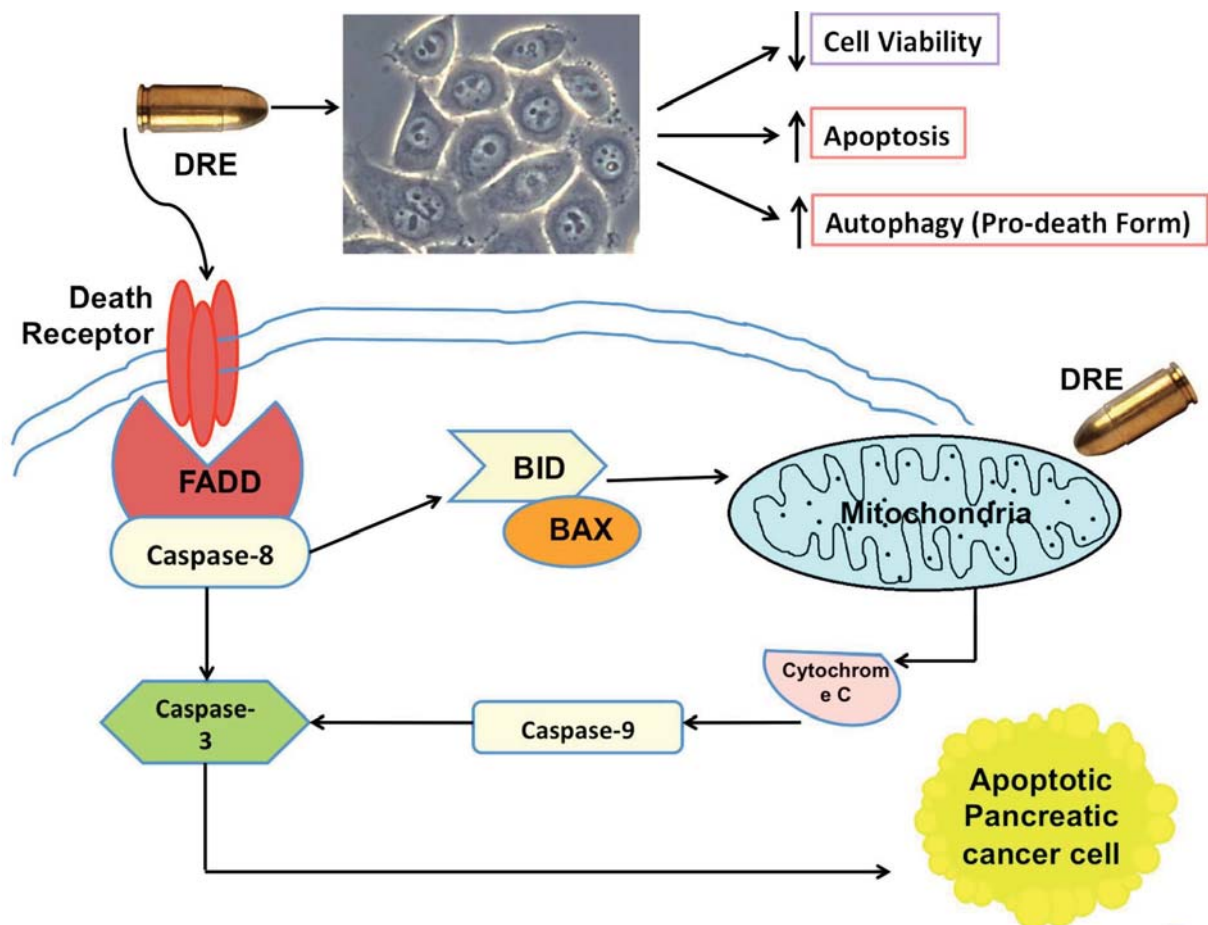 DRE
Cell Viability
Apoptosis
Autophagy (Pro-death Form)
Death
Receptor
DRE
FADD
BID
BAX
Mitochondria
Caspase-8
Cytochrom
e C
Caspase-
3
Caspase-9
Apoptotic
Pancreatic
cancer cell